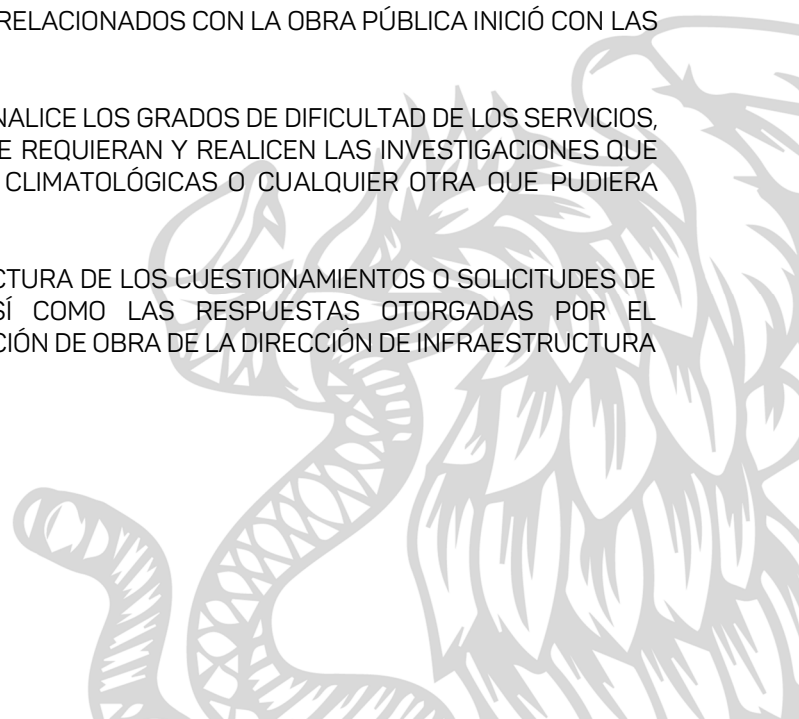 RELACIONADOS CON LA OBRA PÚBLICA INICIÓ CON LAS
NALICE LOS GRADOS DE DIFICULTAD DE LOS SERVICIOS,
E REQUIERAN Y REALICEN LAS INVESTIGACIONES QUE
CLIMATOLÓGICAS O CUALQUIER OTRA QUE PUDIERA
CTURA DE LOS CUESTIONAMIENTOS O SOLICITUDES DE
SÍ COMO LAS RESPUESTAS OTORGADAS POR EL
CIÓN DE OBRA DE LA DIRECCIÓN DE INFRAESTRUCTURA